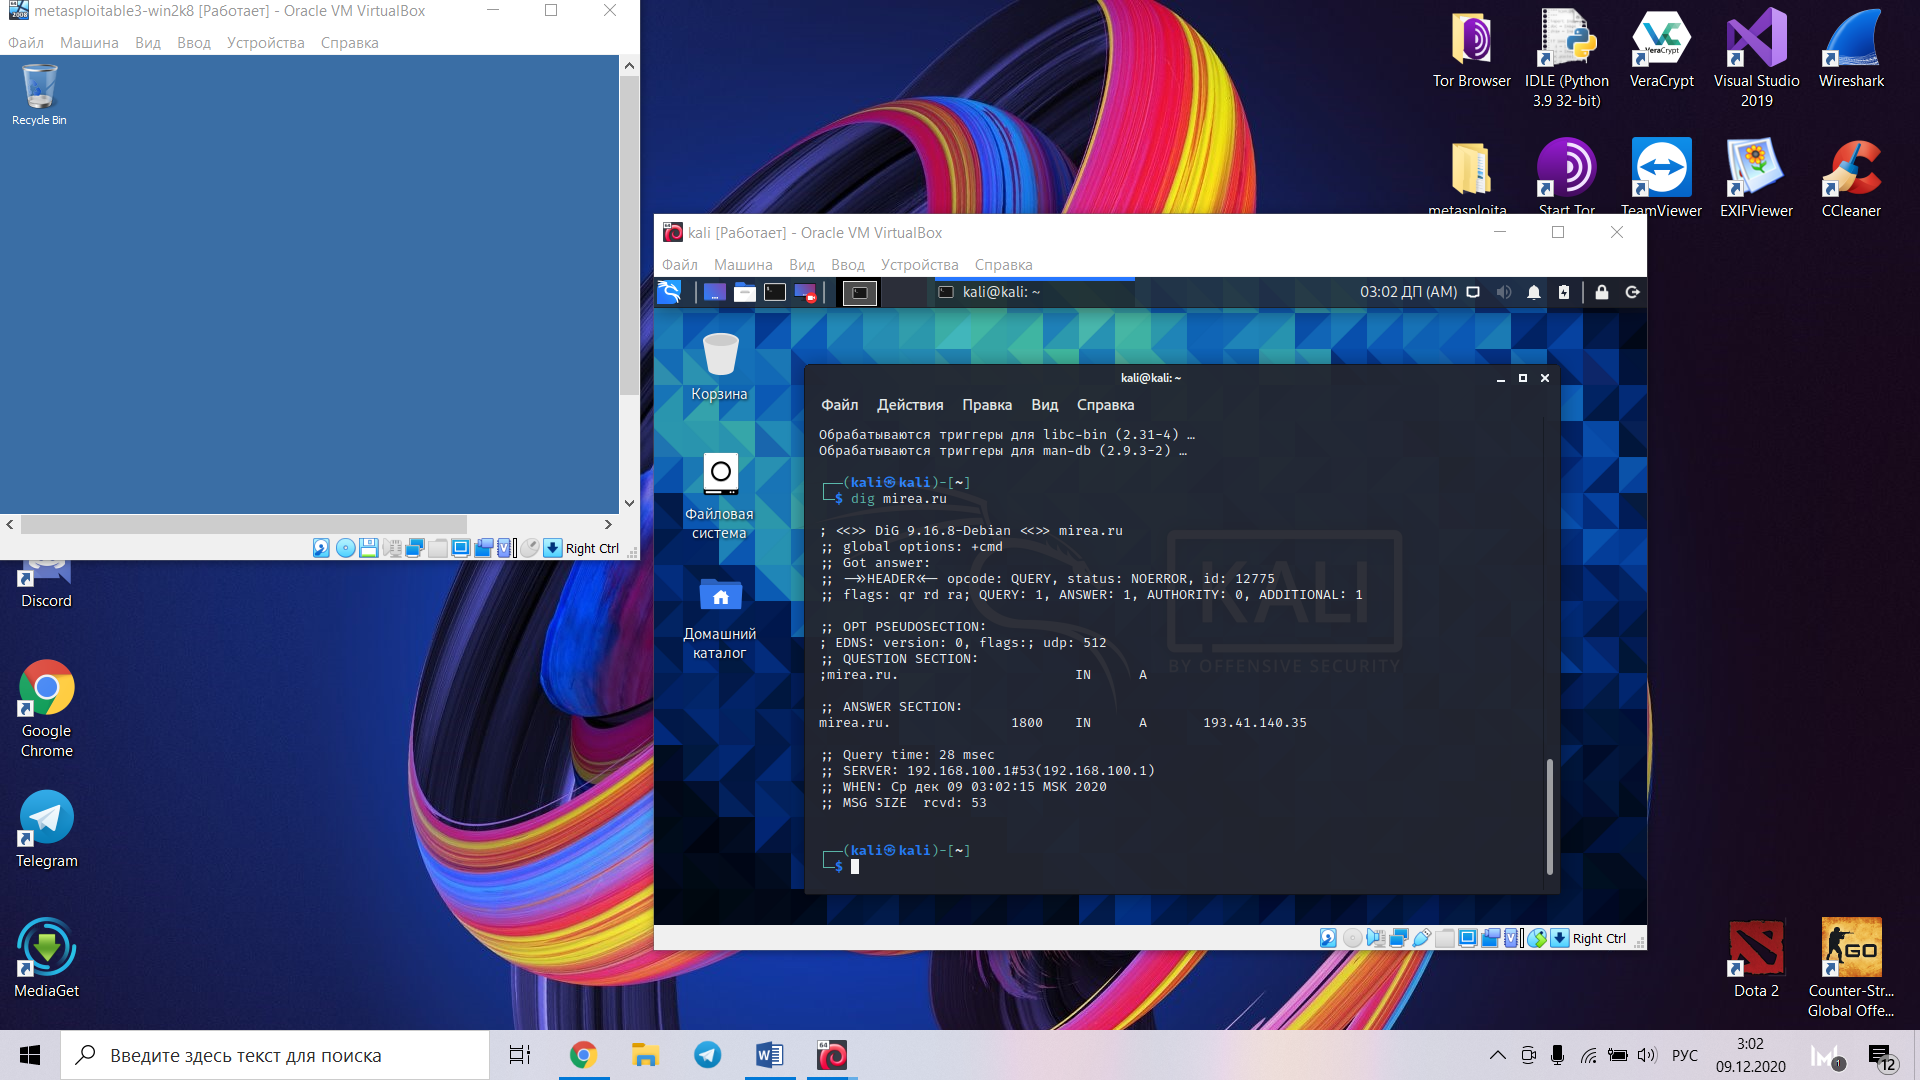 metasploitable3-win2k8 [Работает] - Oracle VM VirtualBox
Файл Машина Вид Ввод Устройства Справка
Recycle Bin
Right Ctrl
Tor Browser
IDLE (Python
3.9 32-bit)
VeraCrypt
VeraCrypt
Visual Studio
2019
Wireshark
metasploita
Start Tor
TeamViewer
EXIFViewer
CCleaner
kali [Работает] - Oracle VM VirtualBox
Файл Машина Вид Ввод Устройства Справка
kali@kali: ~
03:02 ДП (AM)
Корзина
Файловая
система
Домашний
каталог
kali@kali: ~
Файл Действия Правка Вид Справка
Обрабатываются триггеры для libc-bin (2.31-4) …
Обрабатываются триггеры для man-db (2.9.3-2) …
┌──(kali㉿kali)-[~]
└─$ dig mirea.ru
; <<>> DiG 9.16.8-Debian <<>> mirea.ru
;; global options: +cmd
;; Got answer:
;; ->>HEADER<<- opcode: QUERY, status: NOERROR, id: 12775
;; flags: qr rd ra; QUERY: 1, ANSWER: 1, AUTHORITY: 0, ADDITIONAL: 1
;; OPT PSEUDOSECTION:
; EDNS: version: 0, flags:; udp: 512
;; QUESTION SECTION:
;mirea.ru. IN A
;; ANSWER SECTION:
mirea.ru. 1800 IN A 193.41.140.35
;; Query time: 28 msec
;; SERVER: 192.168.100.1#53(192.168.100.1)
;; WHEN: Ср дек 09 03:02:15 MSK 2020
;; MSG SIZE rcvd: 53
┌──(kali㉿kali)-[~]
└─$
KALI
BY OFFENSIVE SECURITY
Right Ctrl
Discord
Google
Chrome
Telegram
MediaGet
Dota 2
GO
Counter-Str...
Global Offe...
Введите здесь текст для поиска
РУС
3:02
09.12.2020
1
12